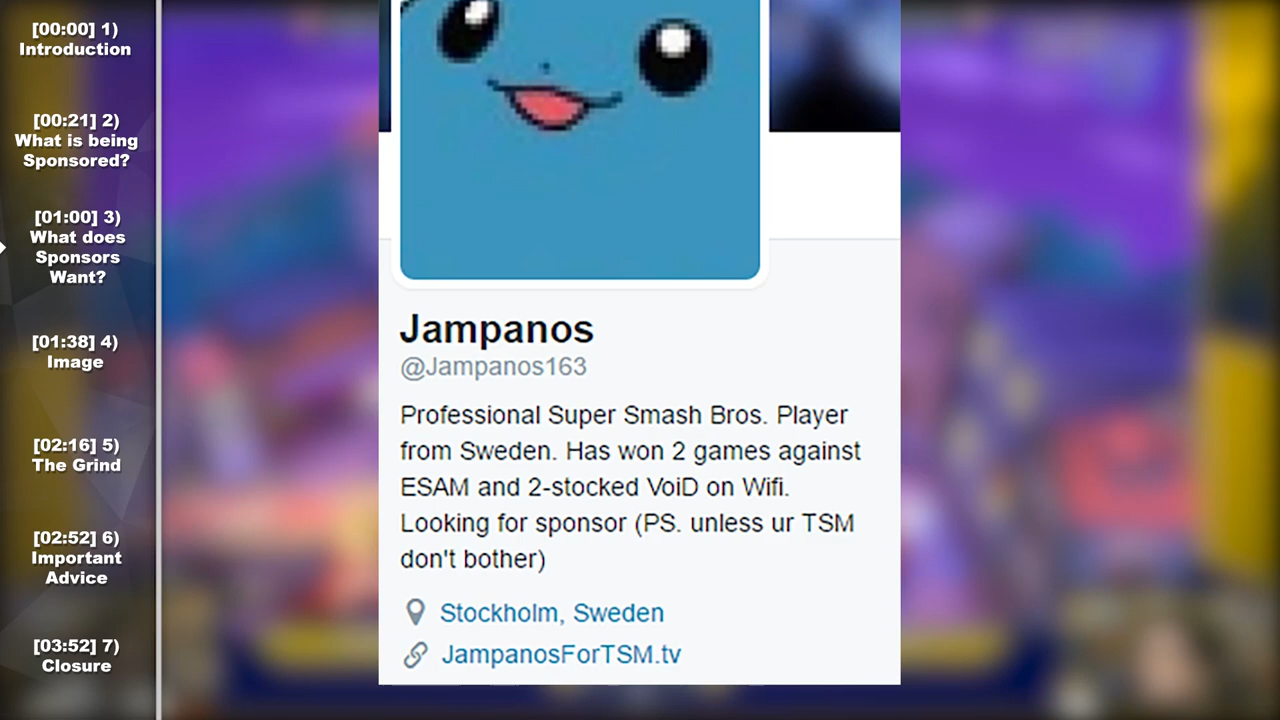 [00:00] 1)
Introduction
[00:21] 2)
What is being
Sponsored?
[01:00] 3)
What does
Sponsors
Want?
[01:38] 4)
Image
[02:16] 5)
The Grind
[02:52] 6)
Important
Advice
[03:52] 7)
Closure
Jampanos
@Jampanos163
Professional Super Smash Bros. Player
from Sweden. Has won 2 games against
ESAM and 2-stocked VoiD on Wifi.
Looking for sponsor (PS. unless ur TSM
don't bother)
Stockholm, Sweden
JampanosForTSM.tv